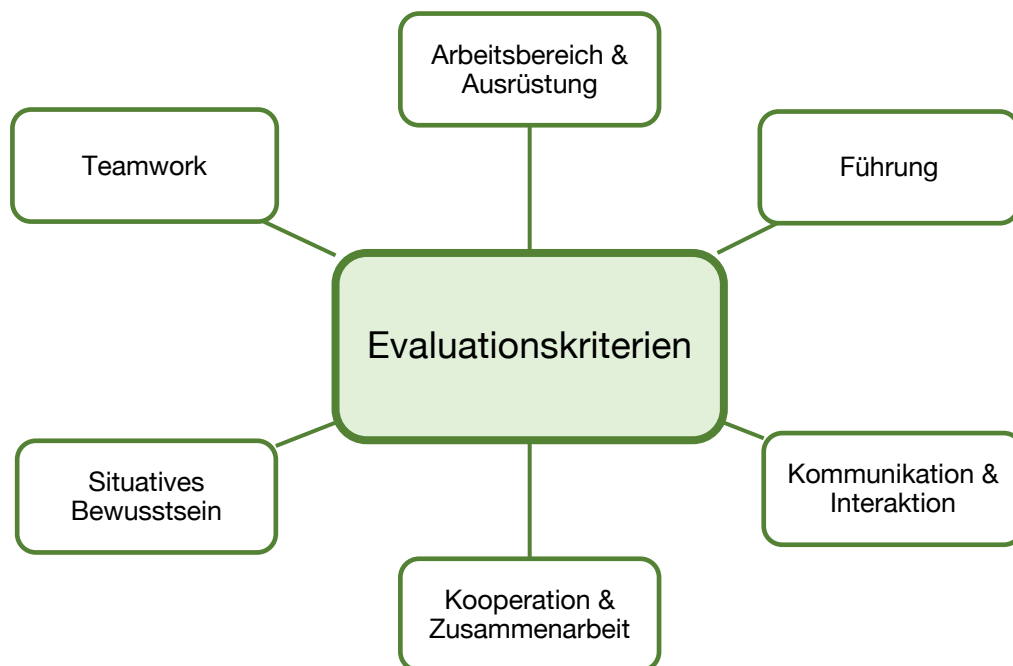 Arbeitsbereich &
Ausrüstung
Teamwork
Führung
Evaluationskriterien
Situatives
Bewusstsein
Kommunikation &
Interaktion
Kooperation &
Zusammenarbeit